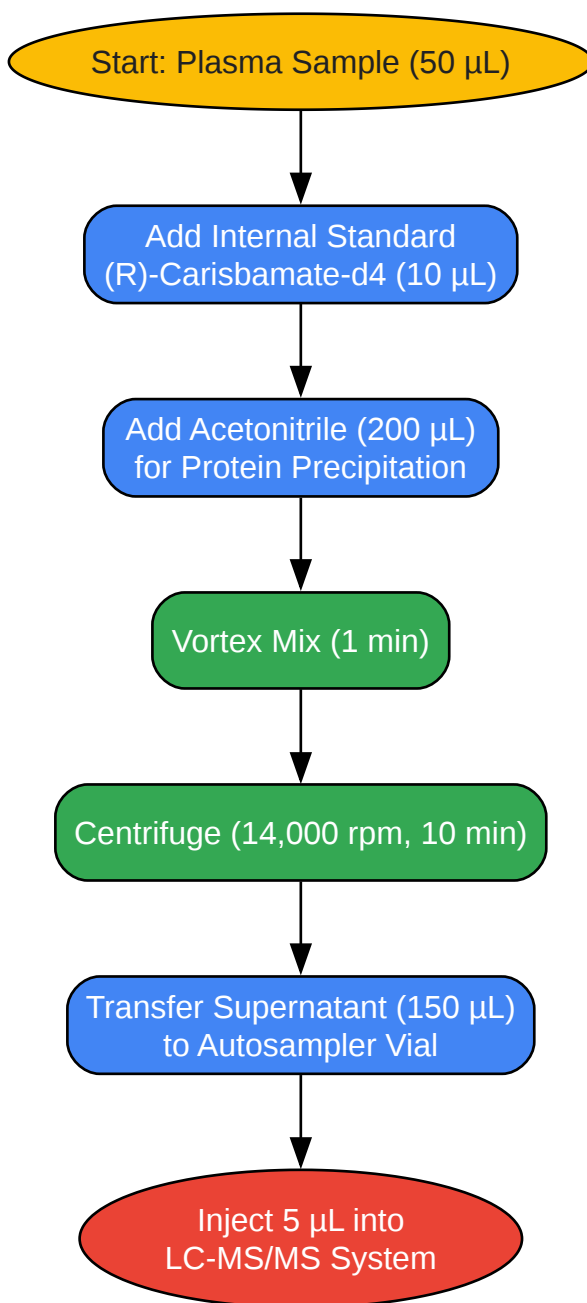 Start: Plasma Sample (50 µL)
Add Internal Standard
(R)-Carisbamate-d4 (10 µL)
Add Acetonitrile (200 µL)
for Protein Precipitation
Vortex Mix (1 min)
Centrifuge (14,000 rpm, 10 min)
Transfer Supernatant (150 µL)
to Autosampler Vial
Inject 5 µL into
LC-MS/MS System